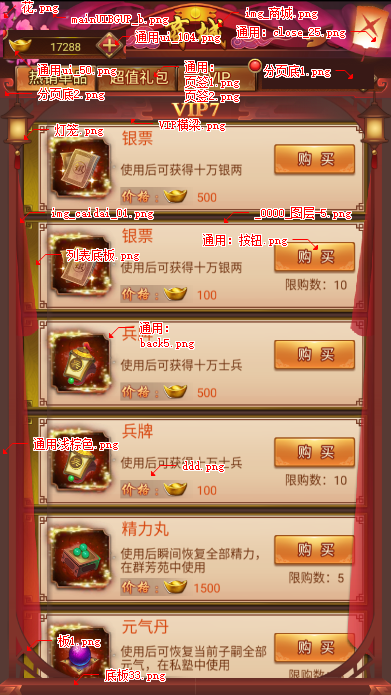 花.png
img_商城.png
mainUIBGUP_b.png
17288
通用ui_104.png
通用：close_25.png
通用ui_50.png
通用：
分页底1.png
热销单品
超值礼包
VIP
页签1.png
分页底2.png
页签2.png
VIP7
VIP横梁.png
灯笼.png
银票
使用后可获得十万银两
价格：
500
购 买
img_caidai_01.png
_0000_图层-5.png
银票
通用：按钮.png
列表底板.png
使用后可获得十万银两
购 买
价格：
100
限购数：10
通用：
back5.png
兵牌
使用后可获得十万士兵
价格：
500
购 买
兵牌
通用浅棕色.png
ddd.png
使用后可获得十万士兵
购 买
价格：
100
限购数：10
精力丸
使用后瞬间恢复全部精力，
在群芳苑中使用
价格：
1500
购 买
限购数：5
元气丹
板1.png
使用后可恢复当前子嗣全部
元气，在私塾中使用
购 买
限购数：
底板33.png